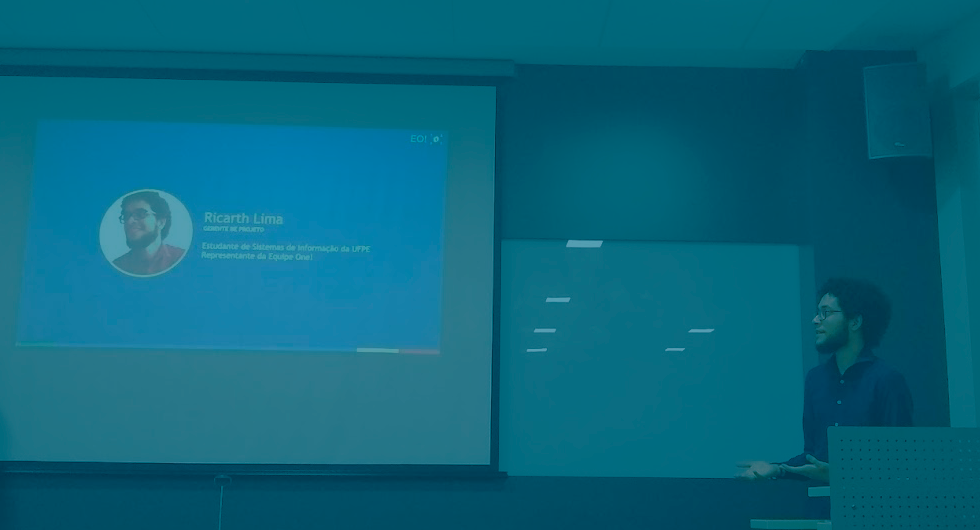 EO!
Ricarth Lima
GERENTE DE PROJETO
Estudante de Sistemas de Informação da UFPE
Representante da Equipe One!